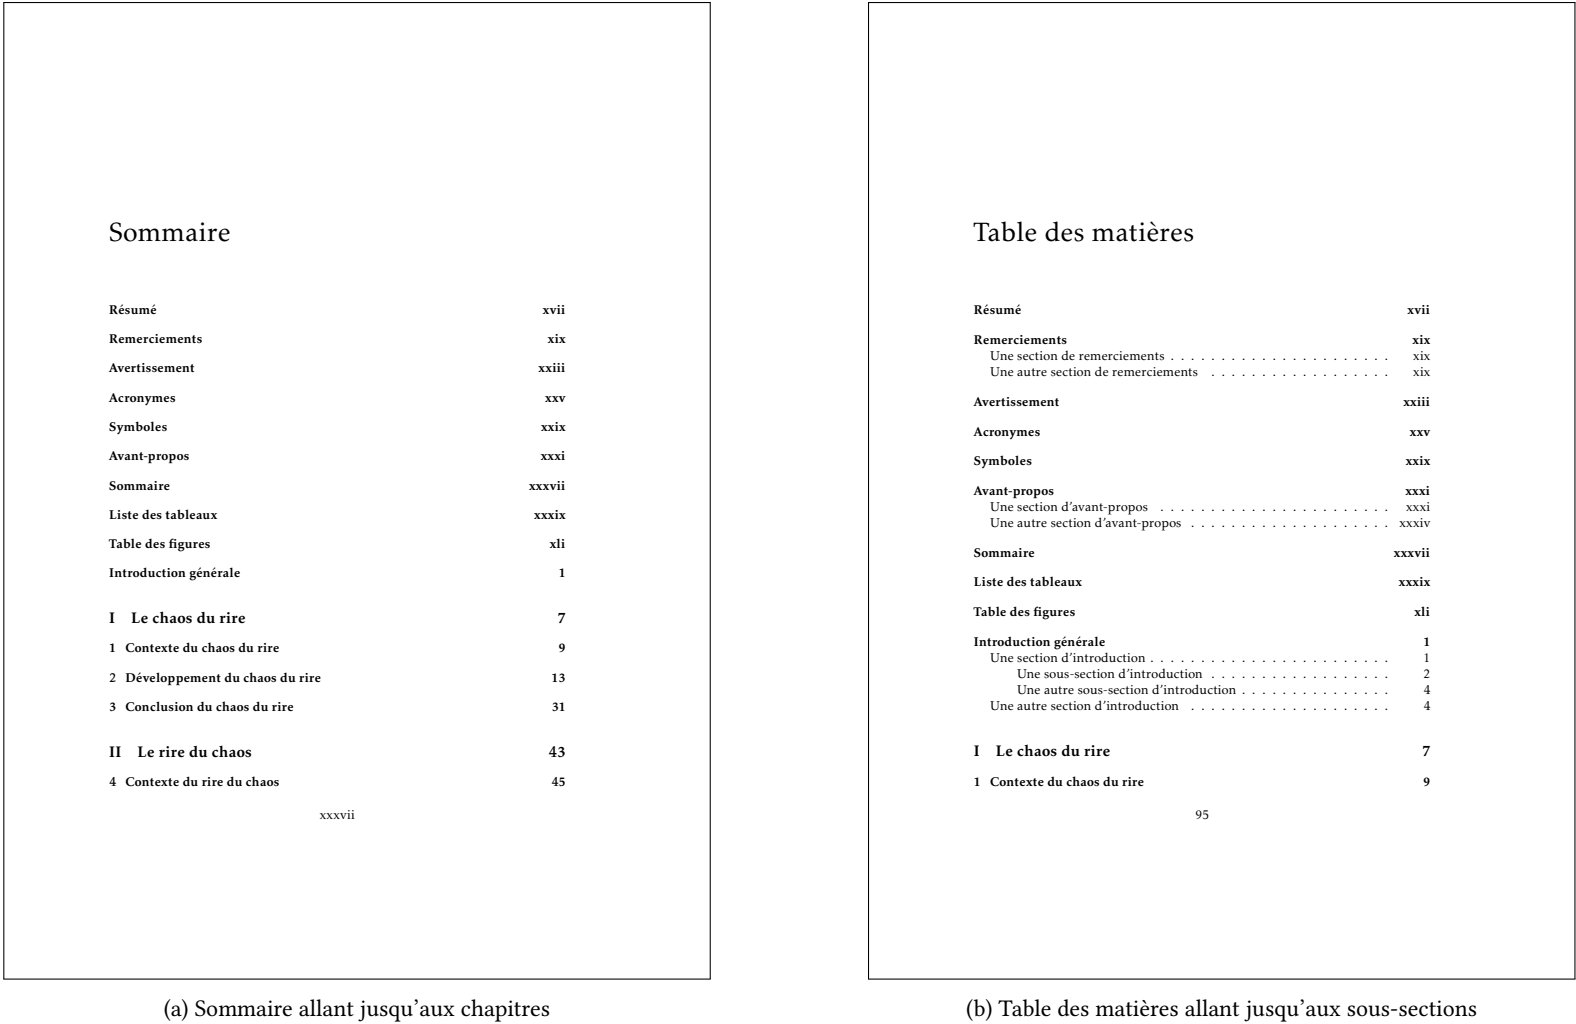 Sommaire
Résumé xvii
Remerciements xix
Avertissement xxiii
Acronymes xxv
Symboles xxix
Avant-propos xxxi
Sommaire xxxvii
Liste des tableaux xxxix
Table des figures xli
Introduction générale 1
I Le chaos du rire 7
1 Contexte du chaos du rire 9
2 Développement du chaos du rire 13
3 Conclusion du chaos du rire 31
II Le rire du chaos 43
4 Contexte du rire du chaos 45
xxxvii
(a) Sommaire allant jusqu'aux chapitres
Table des matières
Résumé xvii
Remerciements xix
Une section de remerciements . . . . . . . . . . . . . . . . . . . . . . xix
Une autre section de remerciements . . . . . . . . . . . . . . . . . . xix
Avertissement xxiii
Acronymes xxv
Symboles xxix
Avant-propos xxxi
Une section d'avant-propos . . . . . . . . . . . . . . . . . . . . . . . xxxi
Une autre section d'avant-propos . . . . . . . . . . . . . . . . . . . . xxxiv
Sommaire xxxvii
Liste des tableaux xxxix
Table des figures xli
Introduction générale 1
Une section d'introduction . . . . . . . . . . . . . . . . . . . . . . . . 1
Une sous-section d'introduction . . . . . . . . . . . . . . . . . . 2
Une autre sous-section d'introduction . . . . . . . . . . . . . . . 4
Une autre section d'introduction . . . . . . . . . . . . . . . . . . . . 4
I Le chaos du rire 7
1 Contexte du chaos du rire 9
95
(b) Table des matières allant jusqu'aux sous-sections